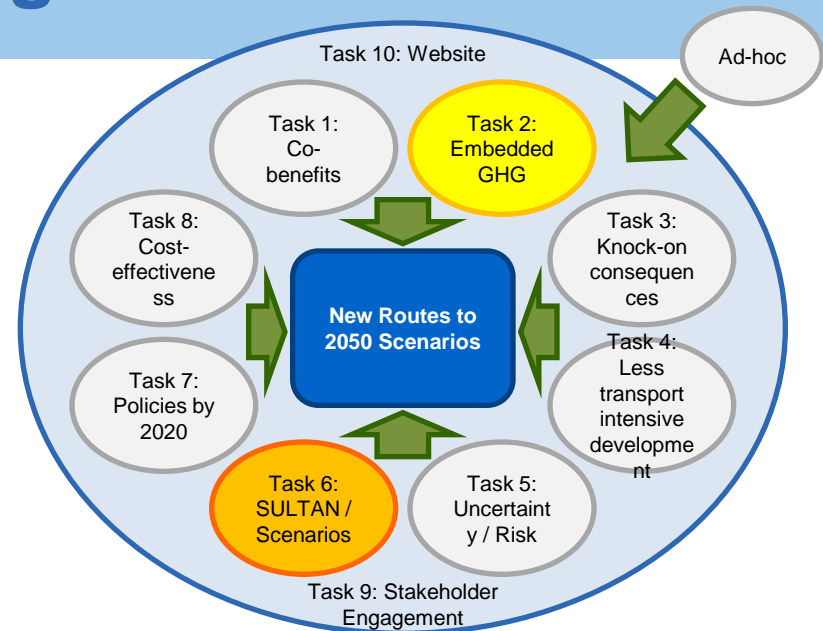 g
Task 10: Website
Ad-hoc
Task 1:
Co-
benefits
Task 2:
Embedded
GHG
Task 8:
Cost-
effectivene
ss
Task 3:
Knock-on
consequen
ces
New Routes to
2050 Scenarios
Task 7:
Policies by
2020
Task 4:
Less
transport
intensive
developme
nt
Task 6:
SULTAN /
Scenarios
Task 5:
Uncertaint
y / Risk
Task 9: Stakeholder
Engagement